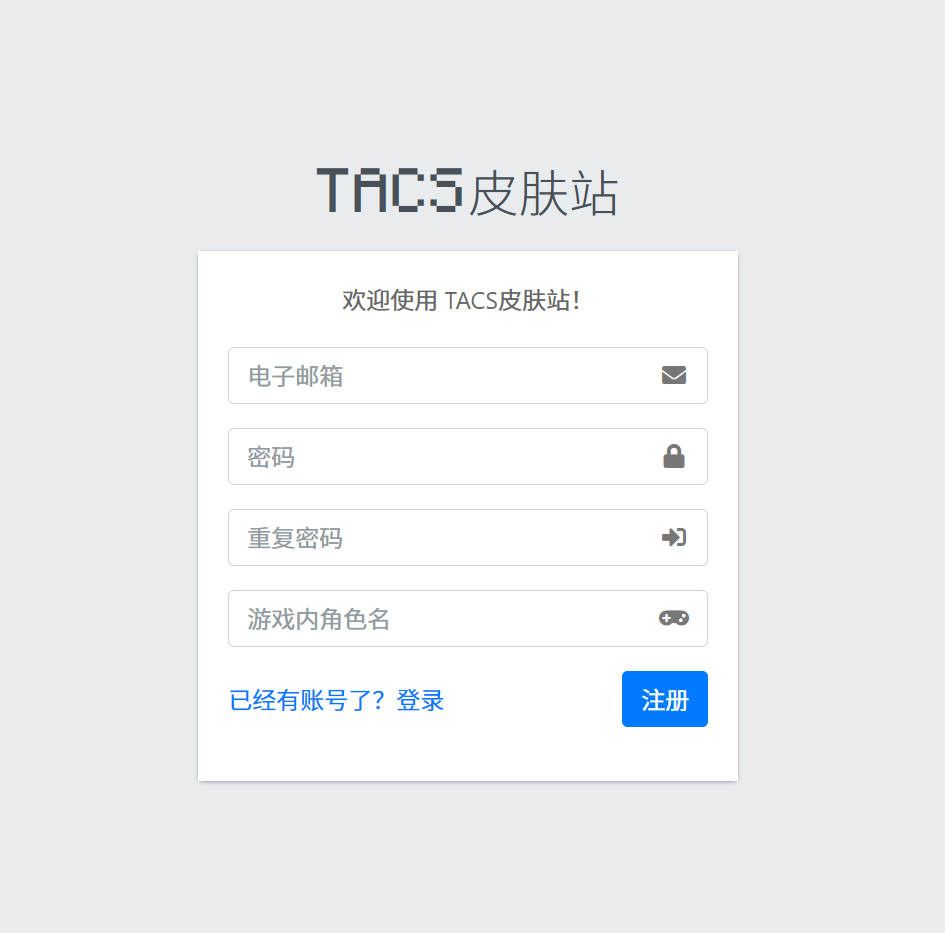 TACS皮肤站
欢迎使用 TACS皮肤站！
电子邮箱
密码
重复密码
游戏内角色名
已经有账号了？登录
注册